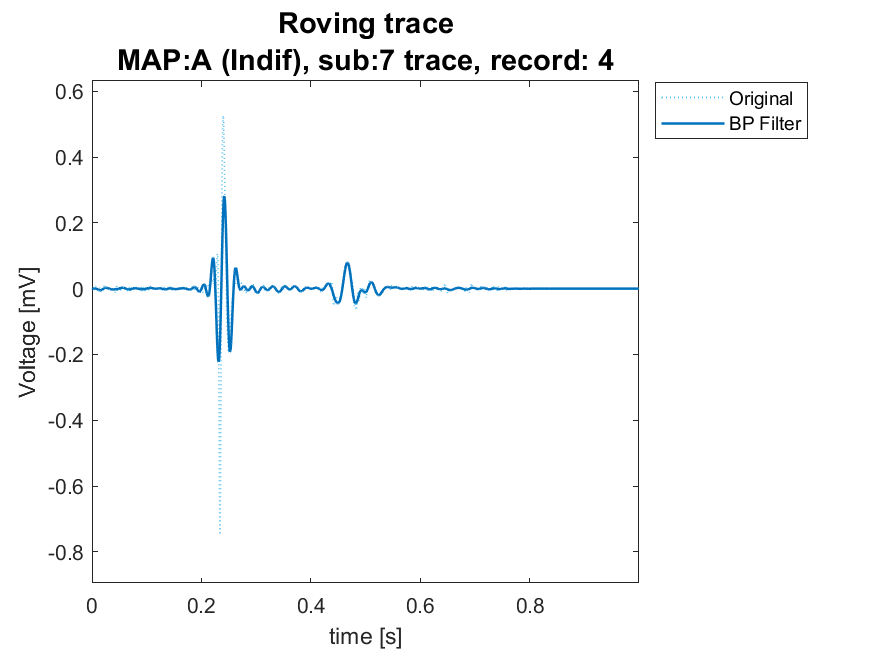 Roving trace
MAP:A (Indif), sub:7 trace, record: 4
Original
BP Filter
0.6
0.4
0.2
0
-0.2
-0.4
-0.6
-0.8
Voltage [mV]
0
0.2
0.4
0.6
0.8
time [s]